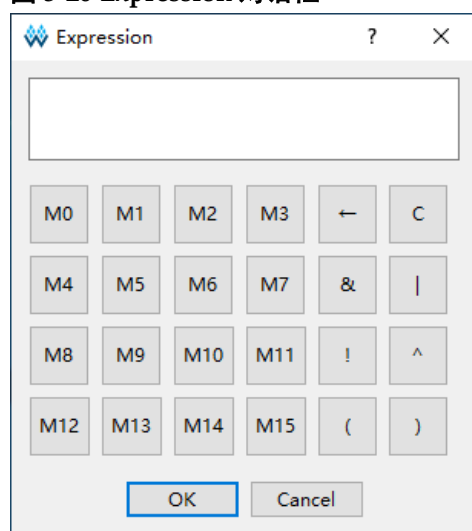 Expression ? ×
M0 M1 M2 M3 ← C
M4 M5 M6 M7 & |
M8 M9 M10 M11 ! ^
M12 M13 M14 M15 ( )
OK Cancel